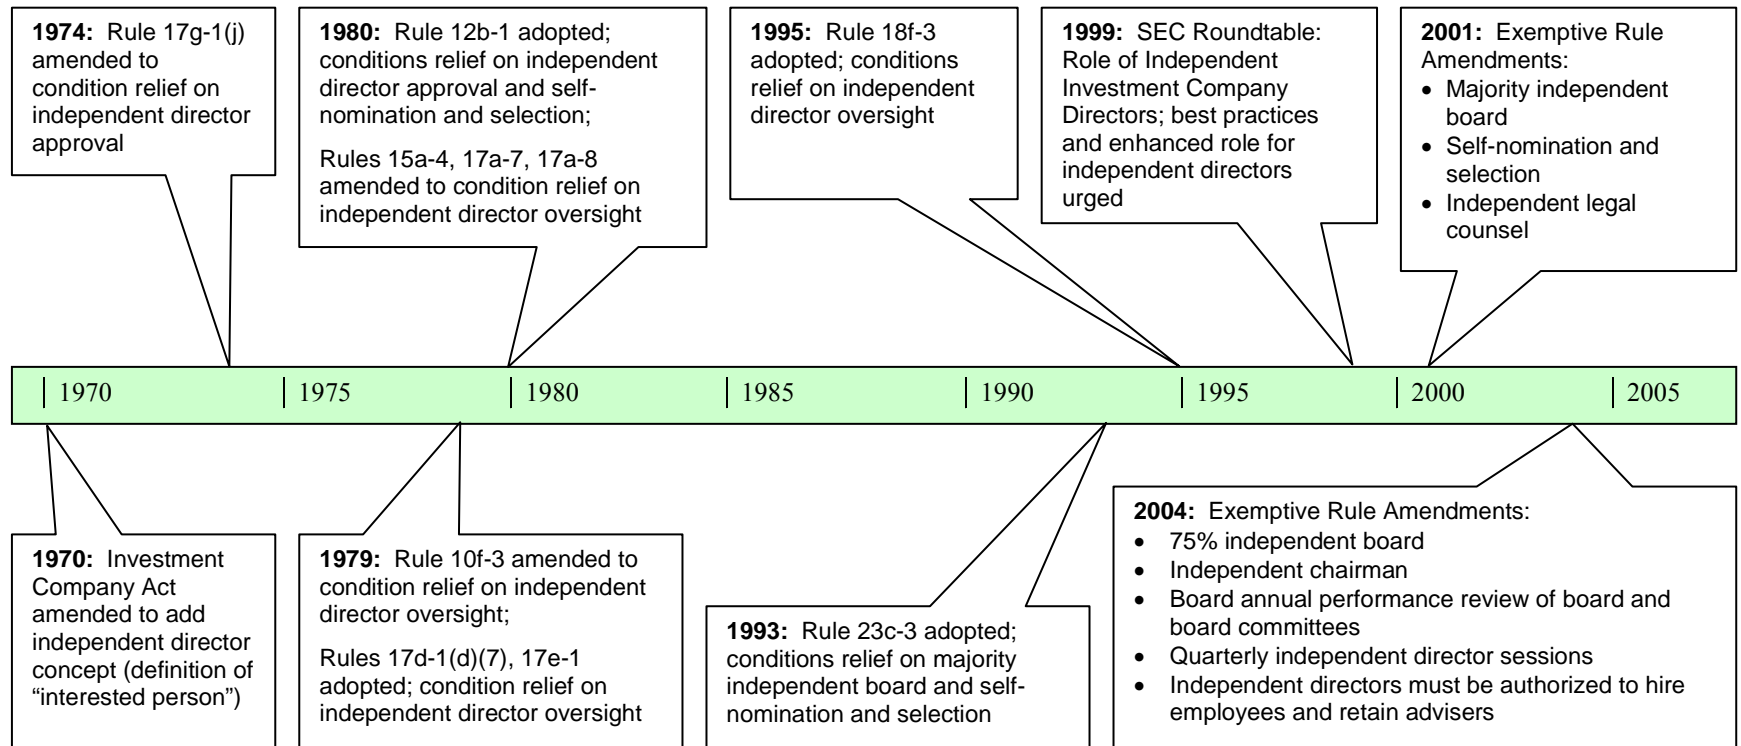 1974:  Rule 17g-1(j)
amended to
condition relief on
independent director
approval
1980:  Rule 12b-1 adopted;
conditions relief on independent
director approval and self-
nomination and selection;
Rules 15a-4, 17a-7, 17a-8
amended to condition relief on
independent director oversight
1995:  Rule 18f-3
adopted; conditions
relief on independent
director oversight
1999:  SEC Roundtable:
Role of Independent
Investment Company
Directors; best practices
and enhanced role for
independent directors
urged
2001:  Exemptive Rule
Amendments:
• Majority independent
board
• Self-nomination and
selection
• Independent legal
counsel
1970 1975 1980 1985 1990 1995 2000 2005
1970:  Investment
Company Act
amended to add
independent director
concept (definition of
“interested person”)
1979:  Rule 10f-3 amended to
condition relief on independent
director oversight;
Rules 17d-1(d)(7), 17e-1
adopted; condition relief on
independent director oversight
1993:  Rule 23c-3 adopted;
conditions relief on majority
independent board and self-
nomination and selection
2004:  Exemptive Rule Amendments:
• 75% independent board
• Independent chairman
• Board annual performance review of board and
board committees
• Quarterly independent director sessions
• Independent directors must be authorized to hire
employees and retain advisers